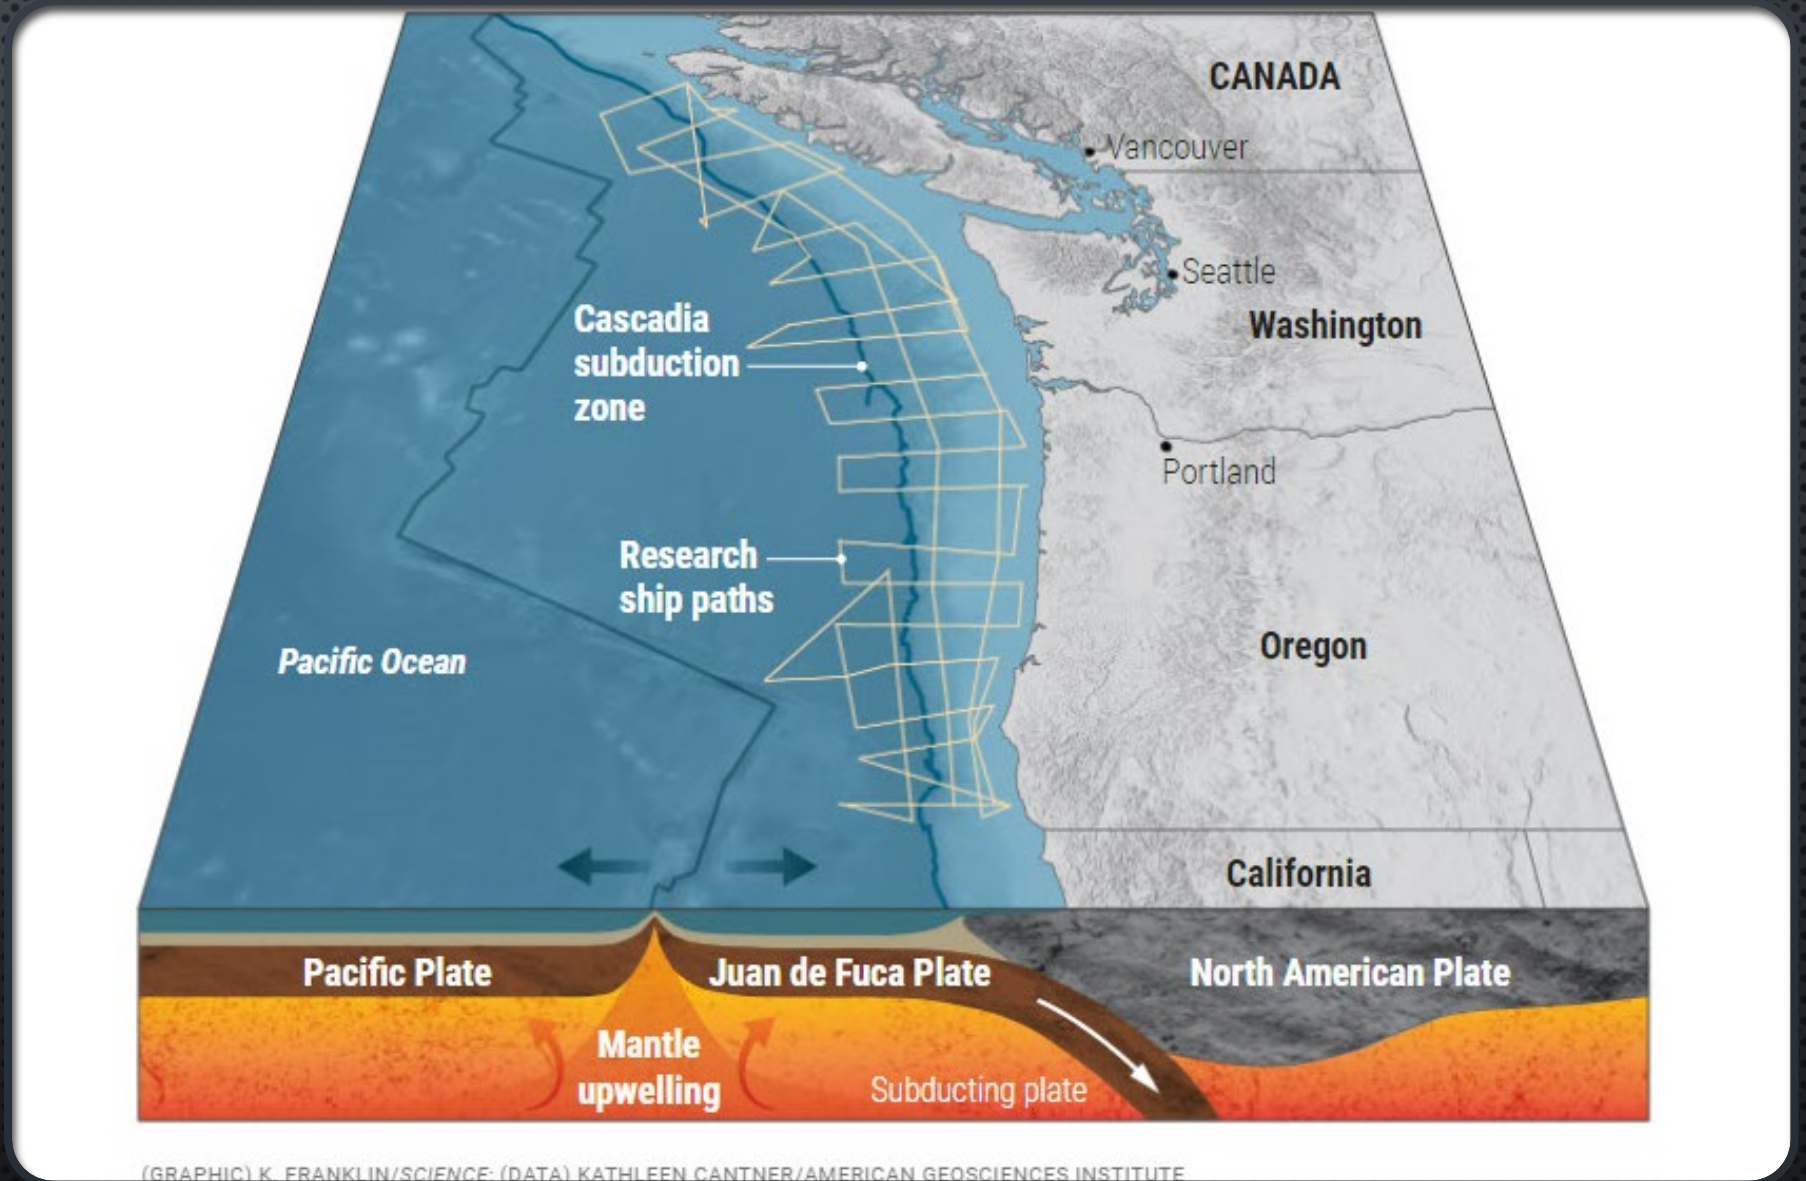 CANADA
Vancouver
Seattle
Cascadia
subduction
zone
Washington
Portland
Research
ship paths
Pacific Ocean
Oregon
California
Pacific Plate
Juan de Fuca Plate
North American Plate
Mantle
upwelling
Subducting plate
(GRAPHIC) K. FRANKLIN/SCIENCE; (DATA) KATHLEEN CANTNER/AMERICAN GEOSCIENCES INSTITUTE